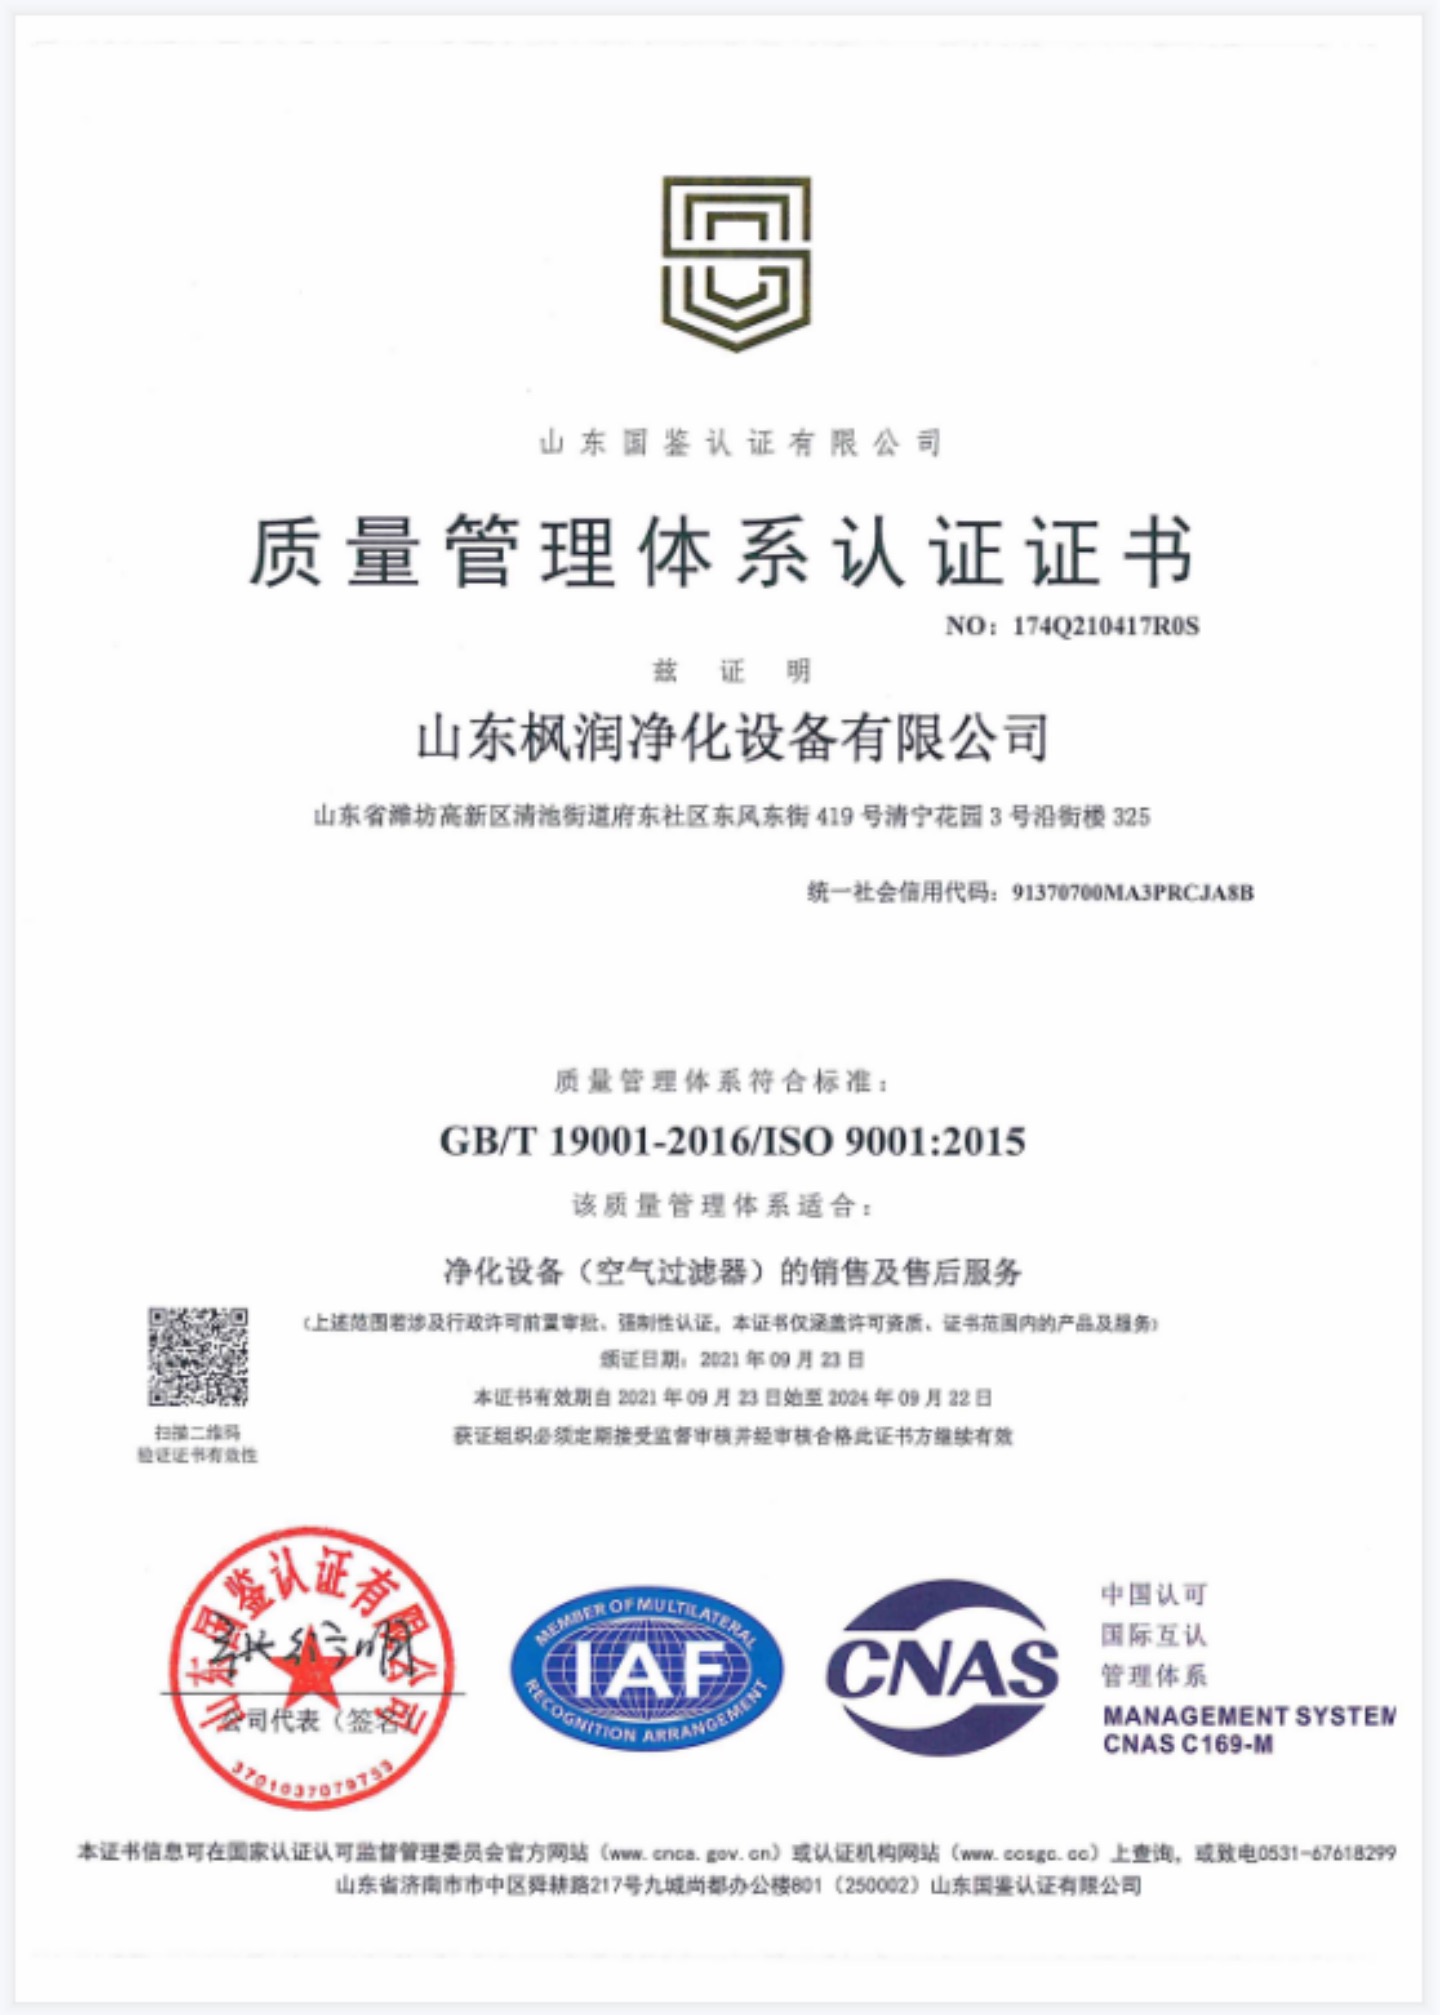 山东国鉴认证有限公司
质量管理体系认证证书
NO：174Q210417R0S
兹 证 明
山东枫润净化设备有限公司
山东省潍坊高新区清池街道府东社区东风东街 419 号清宁花园 3 号沿街楼 325
统一社会信用代码：91370700MA3PRCJA8B
质量管理体系符合标准：
GB/T 19001-2016/ISO 9001:2015
该质量管理体系适合：
净化设备（空气过滤器）的销售及售后服务
（上述范围若涉及行政许可前置审批、强制性认证，本证书仅涵盖许可资质、证书范围内的产品及服务）
颁证日期：2021 年 09 月 23 日
本证书有效期自 2021 年 09 月 23 日始至 2024 年 09 月 22 日
获证组织必须定期接受监督审核并经审核合格此证书方继续有效
扫描二维码
验证证书有效性
山东国鉴认证有限公司
公司代表（签名）
3701037079753
MEMBER OF MULTILATERAL
IAF
RECOGNITION ARRANGEMENT
CNAS
中国认可
国际互认
管理体系
MANAGEMENT SYSTEM
CNAS C169-M
本证书信息可在国家认证认可监督管理委员会官方网站（www.cnca.gov.cn）或认证机构网站（www.ccsgc.cc）上查询，或致电0531-67618299
山东省济南市市中区舜耕路217号九城尚都办公楼801（250002）山东国鉴认证有限公司